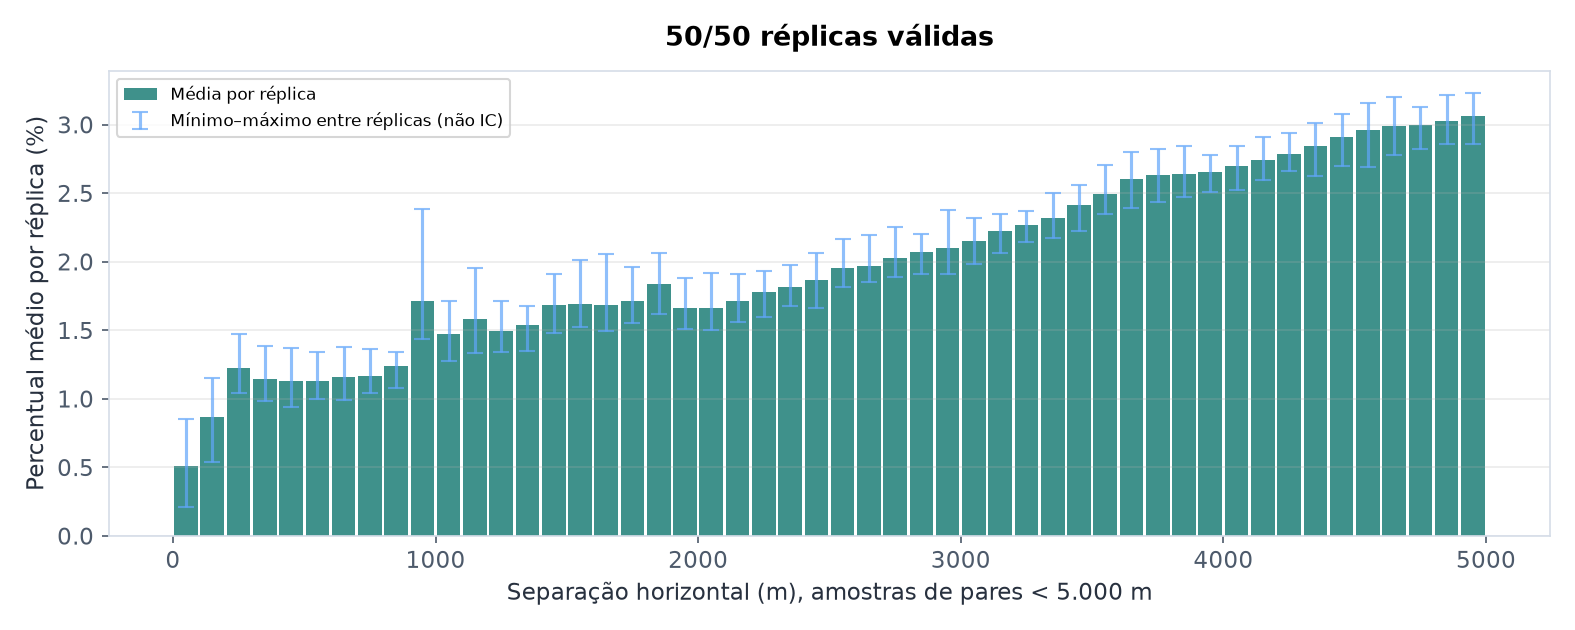 50/50 réplicas válidas
Média por réplica
Mínimo–máximo entre réplicas (não IC)
Percentual médio por réplica (%)
3.0
2.5
2.0
1.5
1.0
0.5
0.0
0 1000 2000 3000 4000 5000
Separação horizontal (m), amostras de pares < 5.000 m